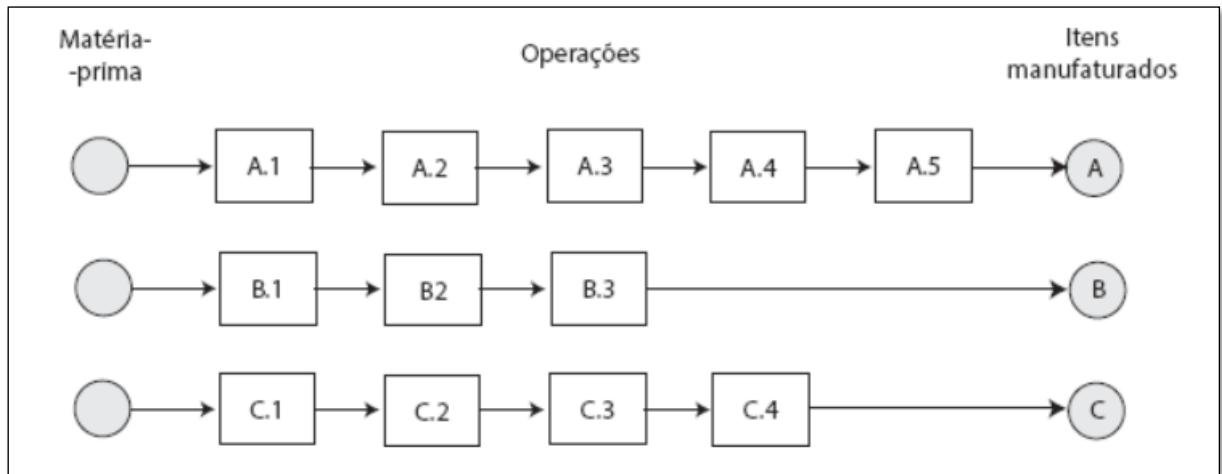 Matéria-
-prima
Operações
Itens
manufaturados
A.1
A.2
A.3
A.4
A.5
A
B.1
B2
B.3
B
C.1
C.2
C.3
C.4
C